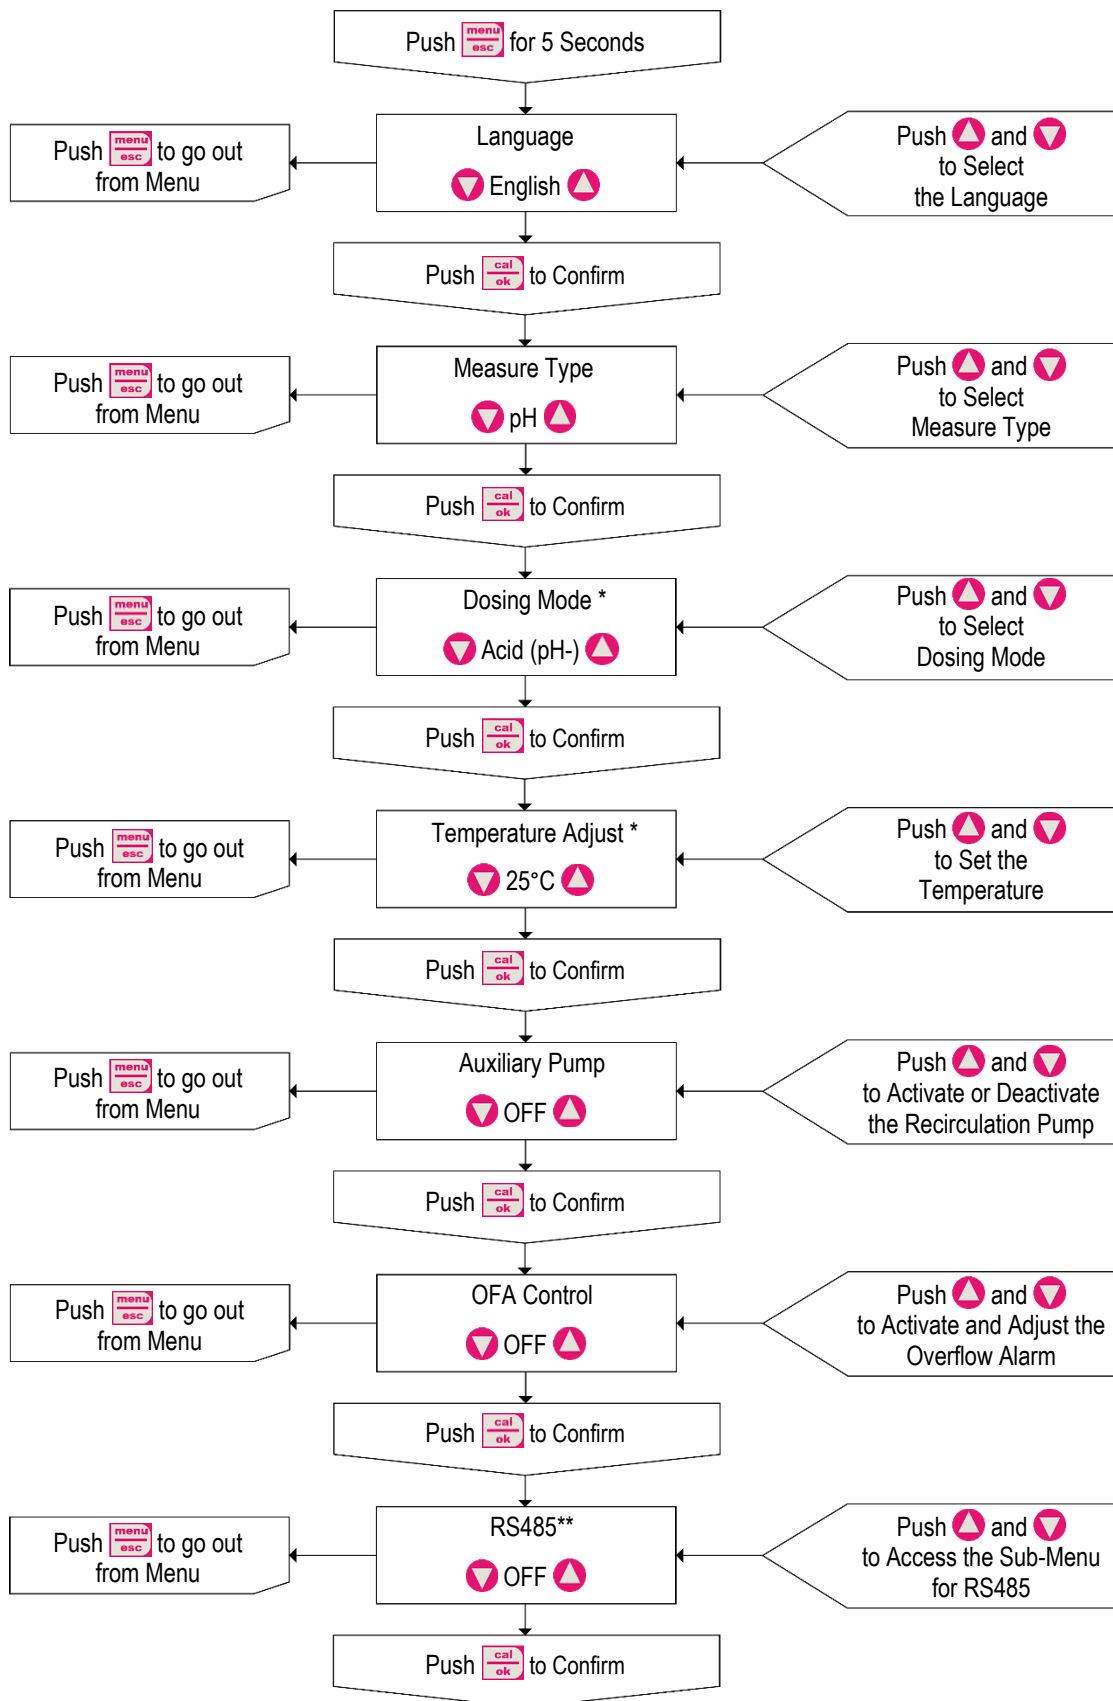 Push menu esc for 5 Seconds
Push menu esc to go out
from Menu
Language
English
Push and
to Select
the Language
Push cal ok to Confirm
Push menu esc to go out
from Menu
Measure Type
pH
Push and
to Select
Measure Type
Push cal ok to Confirm
Push menu esc to go out
from Menu
Dosing Mode *
Acid (pH-)
Push and
to Select
Dosing Mode
Push cal ok to Confirm
Push menu esc to go out
from Menu
Temperature Adjust *
25°C
Push and
to Set the
Temperature
Push cal ok to Confirm
Push menu esc to go out
from Menu
Auxiliary Pump
OFF
Push and
to Activate or Deactivate
the Recirculation Pump
Push cal ok to Confirm
Push menu esc to go out
from Menu
OFA Control
OFF
Push and
to Activate and Adjust the
Overflow Alarm
Push cal ok to Confirm
Push menu esc to go out
from Menu
RS485**
OFF
Push and
to Access the Sub-Menu
for RS485
Push cal ok to Confirm